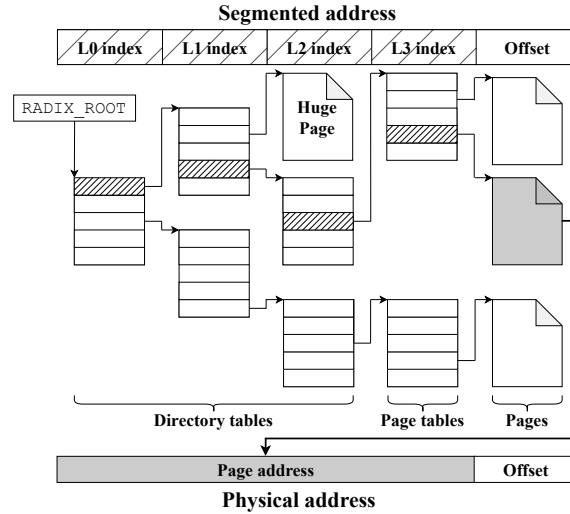 Segmented address
L0 index
L1 index
L2 index
L3 index
Offset
RADIX_ROOT
Huge
Page
Directory tables
Page tables
Pages
Page address
Offset
Physical address